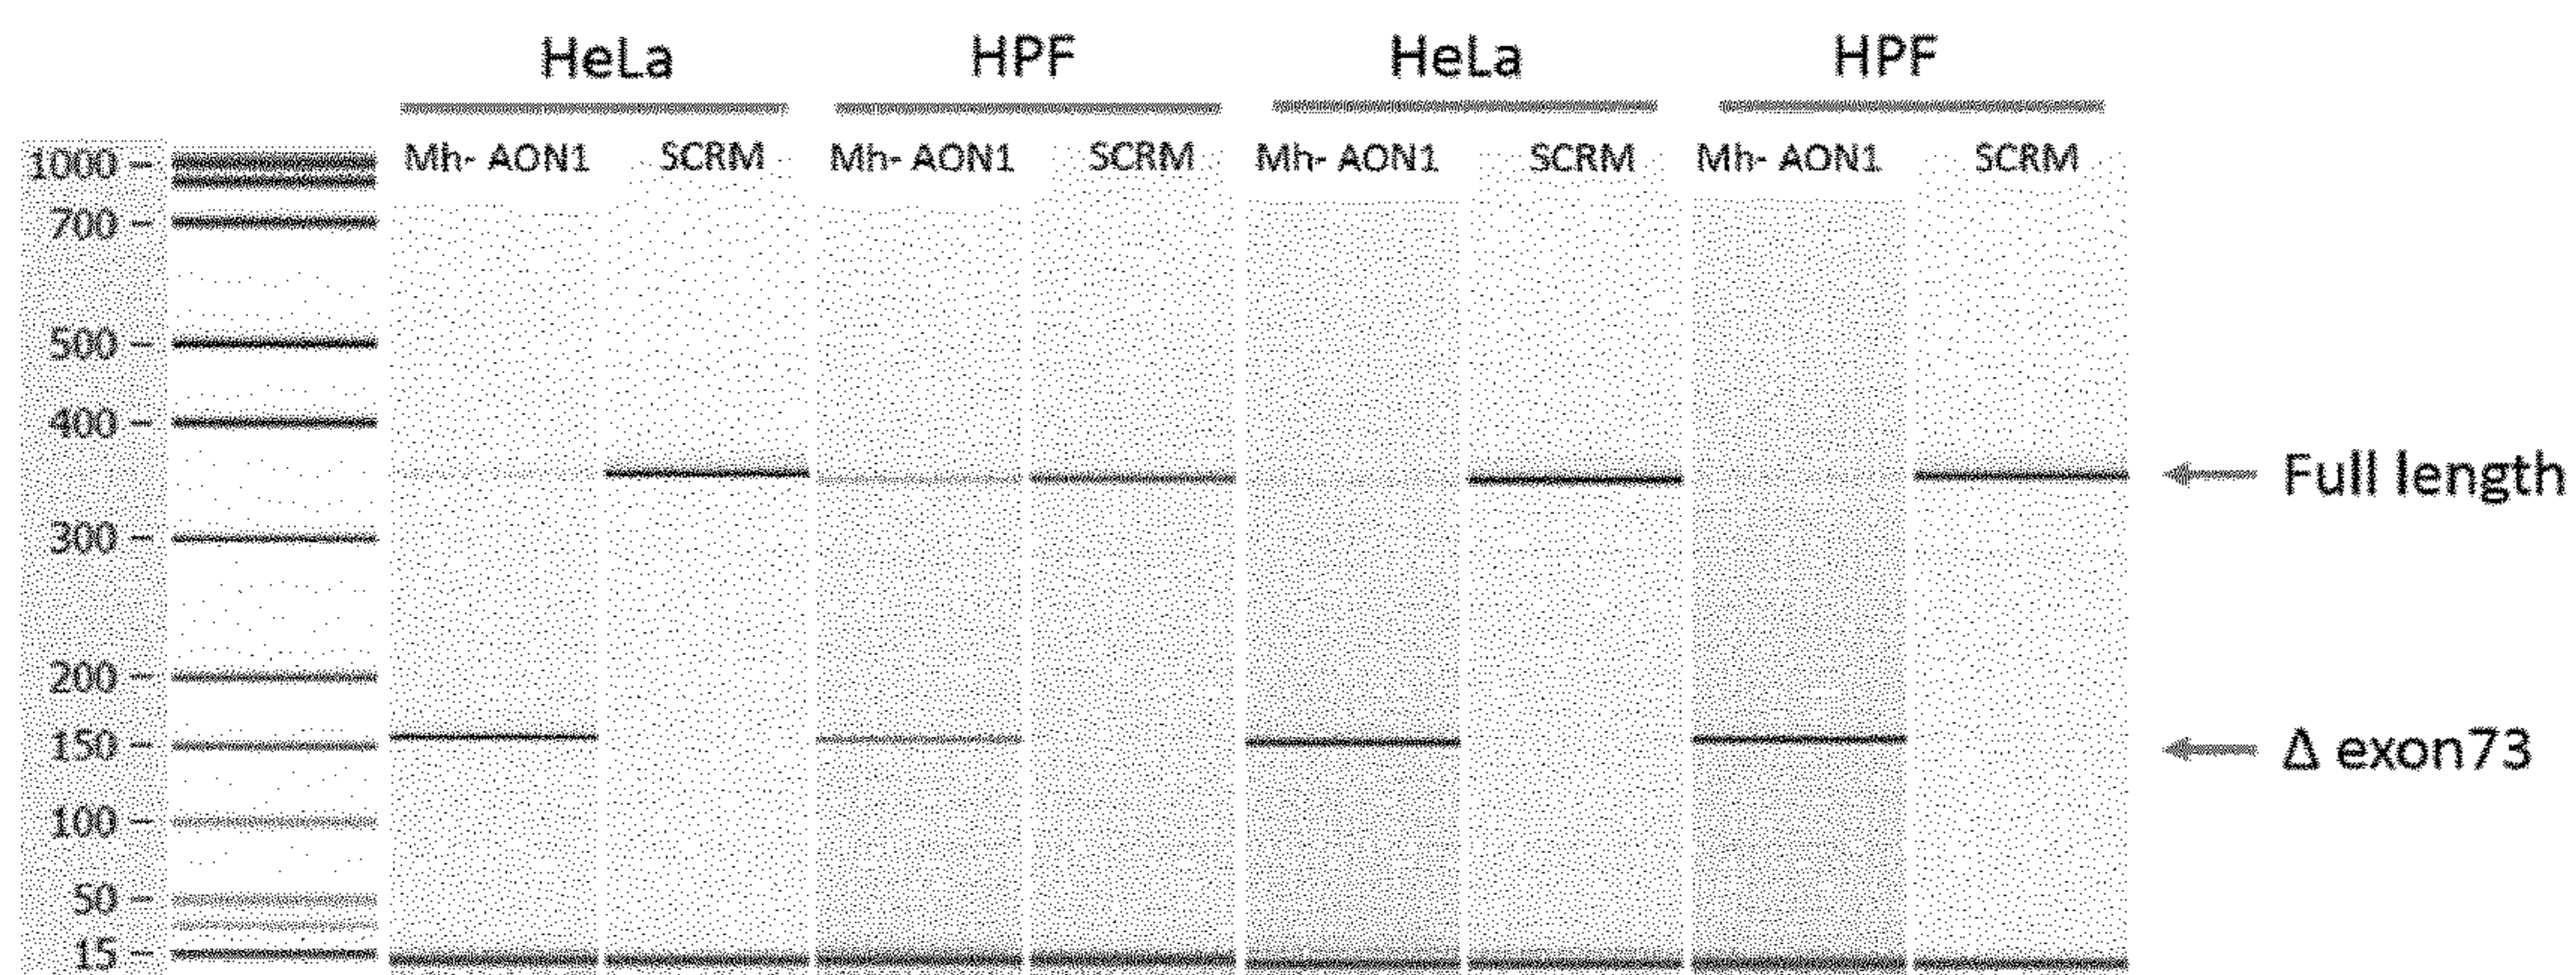 HeLa HPF HeLa HPF
Mh- AON1 SCRM Mh- AON1 SCRM Mh- AON1 SCRM Mh- AON1 SCRM
1000 –
700 –
500 –
400 –
← Full length
300 –
200 –
150 –
← Δ exon73
100 –
50 –
15 –